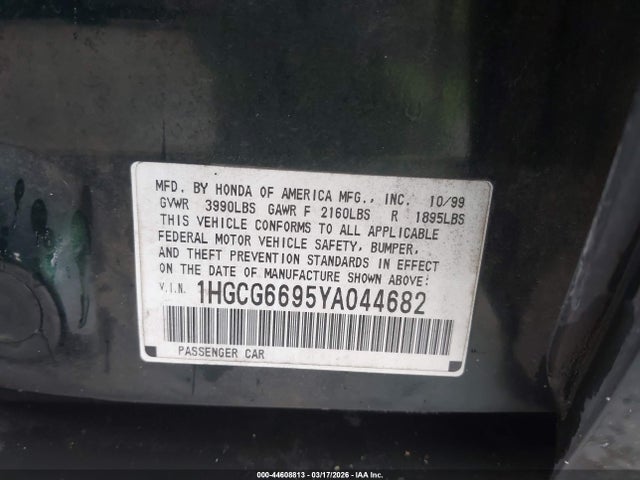 MFD. BY HONDA OF AMERICA MFG., INC. 10/99
GVWR 3990LBS GAWR F 2160LBS R 1895LBS
THIS VEHICLE CONFORMS TO ALL APPLICABLE
FEDERAL MOTOR VEHICLE SAFETY, BUMPER,
AND THEFT PREVENTION STANDARDS IN EFFECT
ON THE DATE OF MANUFACTURE SHOWN ABOVE:
V.I.N. 1HGCG6695YA044682
PASSENGER CAR
000-44608813 - 03/17/2026 - IAA Inc.